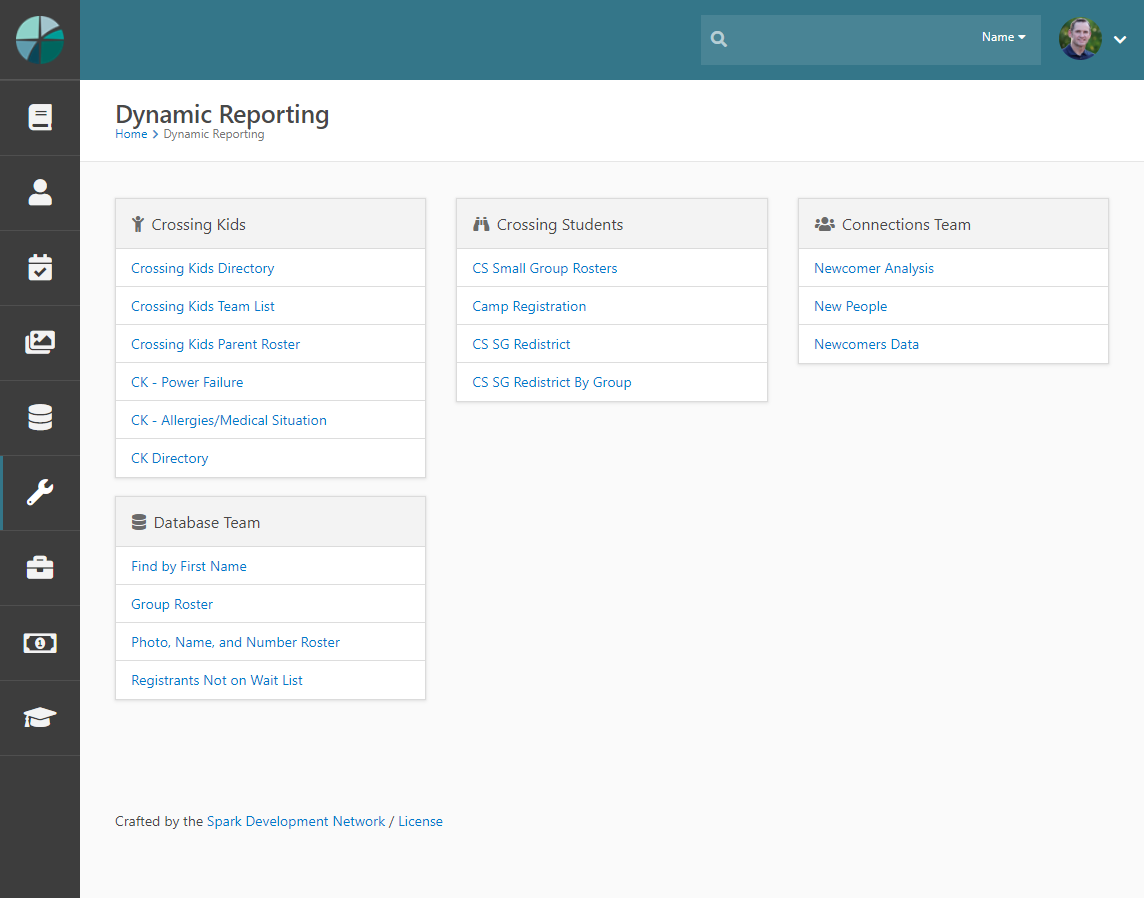 Name
Dynamic Reporting
Home > Dynamic Reporting
Crossing Kids
Crossing Kids Directory
Crossing Kids Team List
Crossing Kids Parent Roster
CK - Power Failure
CK - Allergies/Medical Situation
CK Directory
Crossing Students
CS Small Group Rosters
Camp Registration
CS SG Redistrict
CS SG Redistrict By Group
Connections Team
Newcomer Analysis
New People
Newcomers Data
Database Team
Find by First Name
Group Roster
Photo, Name, and Number Roster
Registrants Not on Wait List
1
Crafted by the Spark Development Network / License